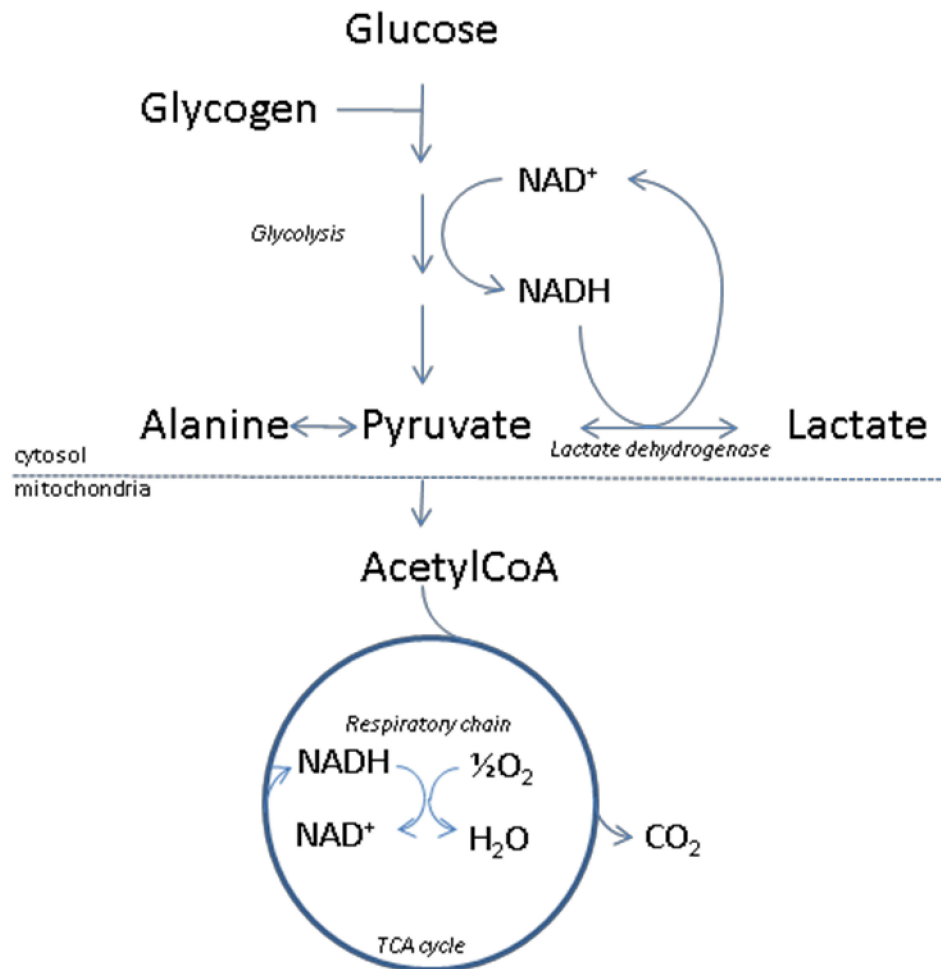 Glucose
Glycogen
NAD⁺
Glycolysis
NADH
Alanine
Pyruvate
Lactate
Lactate dehydrogenase
cytosol
mitochondria
AcetylCoA
Respiratory chain
NADH
½O₂
NAD⁺
H₂O
CO₂
TCA cycle